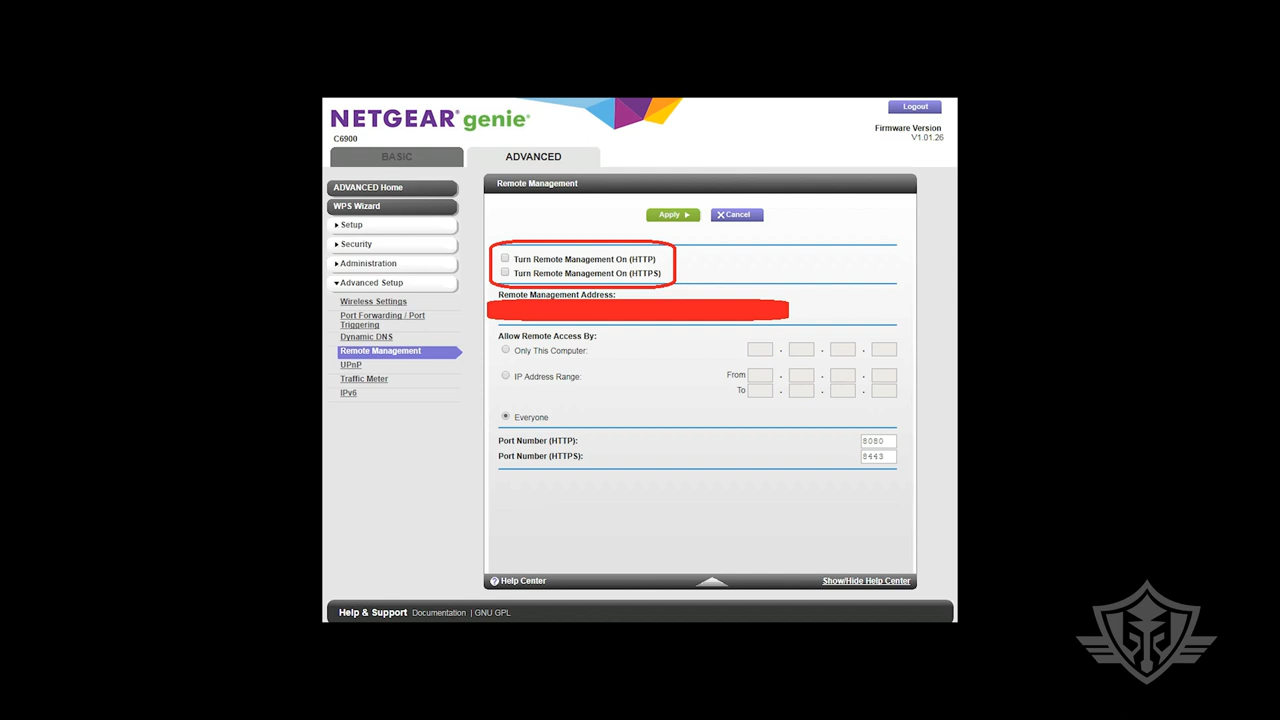 NETGEAR® genie®
Logout
Firmware Version
V1.01.26
C6900
BASIC
ADVANCED
ADVANCED Home
WPS Wizard
Setup
Security
Administration
Advanced Setup
Wireless Settings
Port Forwarding / Port
Triggering
Dynamic DNS
Remote Management
UPnP
Traffic Meter
IPv6
Remote Management
Apply
Cancel
Turn Remote Management On (HTTP)
Turn Remote Management On (HTTPS)
Remote Management Address:
Allow Remote Access By:
Only This Computer: . . .
IP Address Range: From . . .
To . . .
Everyone
Port Number (HTTP): 8080
Port Number (HTTPS): 8443
Help Center Show/Hide Help Center
Help & Support Documentation | GNU GPL